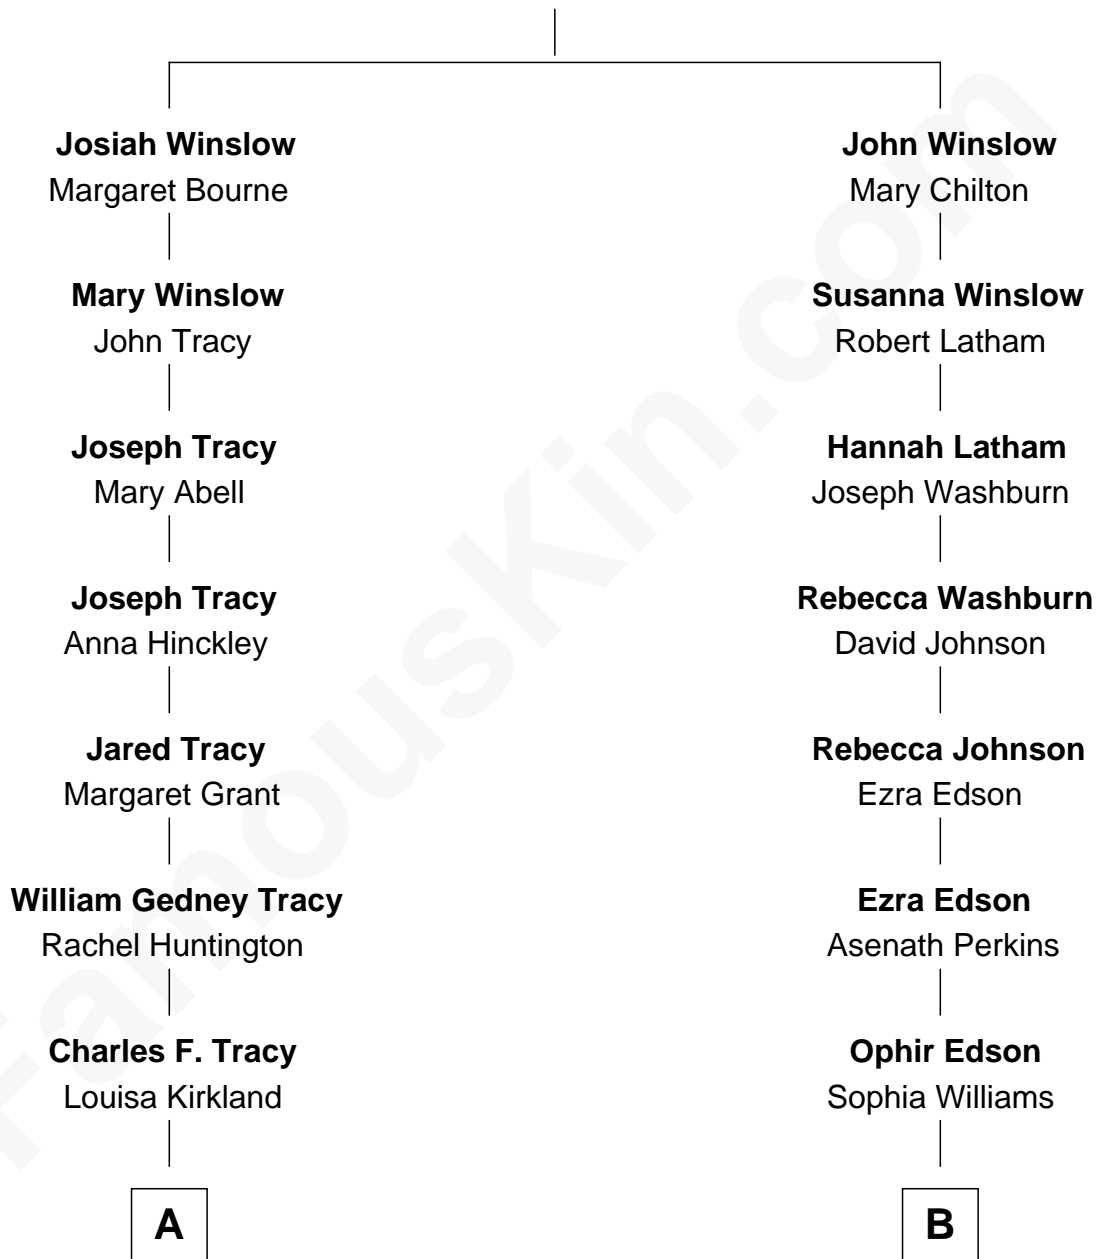 Josiah Winslow
Margaret Bourne
Mary Winslow
John Tracy
Joseph Tracy
Mary Abell
Joseph Tracy
Anna Hinckley
Jared Tracy
Margaret Grant
William Gedney Tracy
Rachel Huntington
Charles F. Tracy
Louisa Kirkland
A
John Winslow
Mary Chilton
Susanna Winslow
Robert Latham
Hannah Latham
Joseph Washburn
Rebecca Washburn
David Johnson
Rebecca Johnson
Ezra Edson
Ezra Edson
Asenath Perkins
Ophir Edson
Sophia Williams
B
FamousKin.com